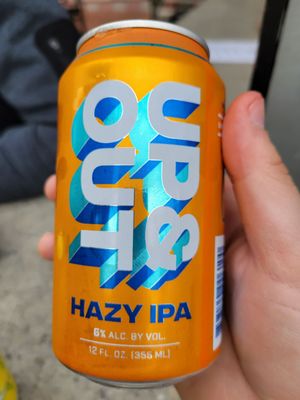 UP &
OUT
HAZY IPA
6% ALC. BY VOL.
12 FL. OZ. (355 ML)